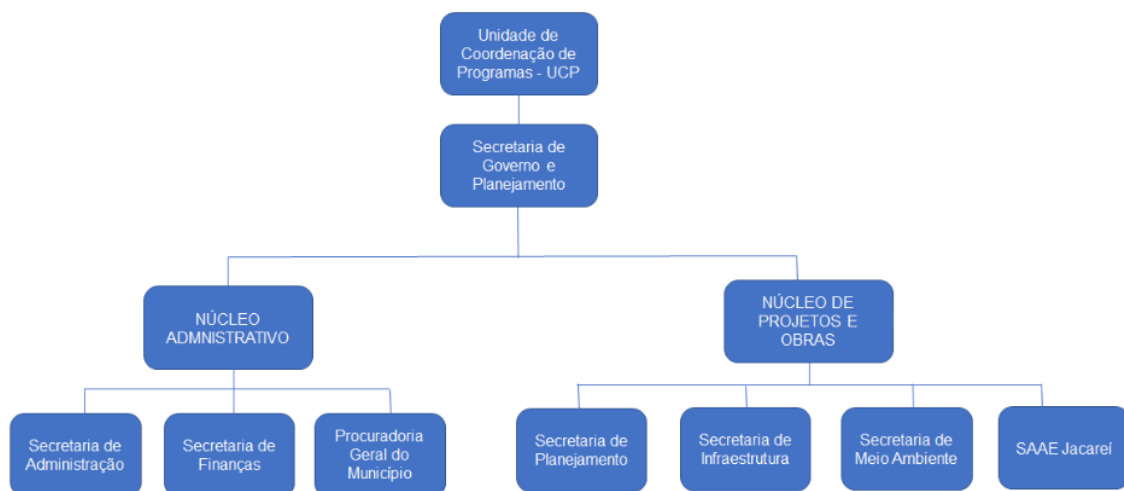 Unidade de
Coordenação de
Programas - UCP
Secretaria de
Governo e
Planejamento
NÚCLEO
ADMNISTRATIVO
NÚCLEO DE
PROJETOS E
OBRAS
Secretaria de
Administração
Secretaria de
Finanças
Procuradoria
Geral do
Município
Secretaria de
Planejamento
Secretaria de
Infraestrutura
Secretaria de
Meio Ambiente
SAAE Jacareí